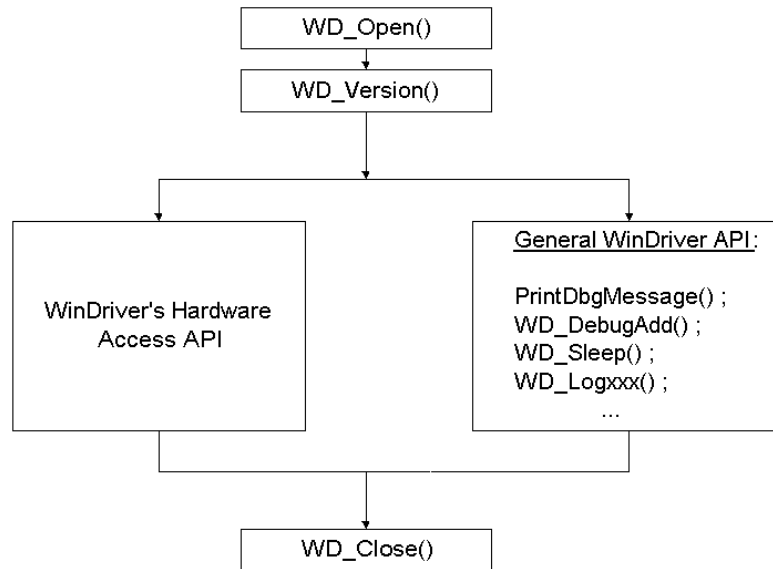 WD_Open()
WD_Version()
WinDriver's Hardware
Access API
General WinDriver API:
PrintDbgMessage() ;
WD_DebugAdd() ;
WD_Sleep() ;
WD_Logxxx() ;
...
WD_Close()